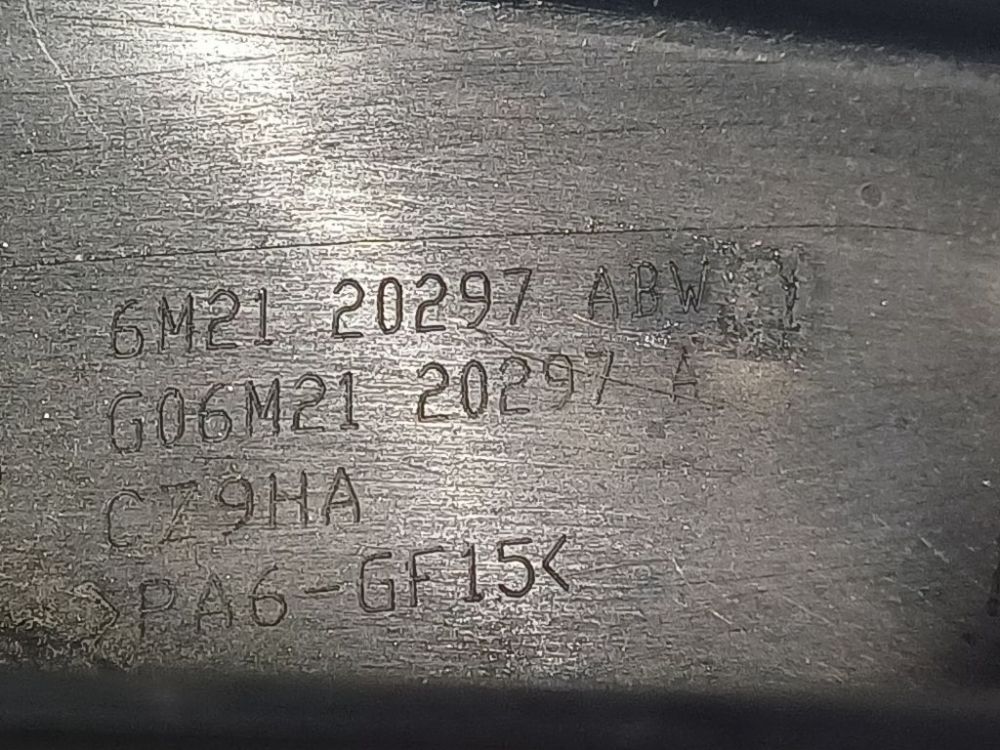 6M21 20297 ABW
G06M21 20297 A
CZ9HA
>PA6-GF15<